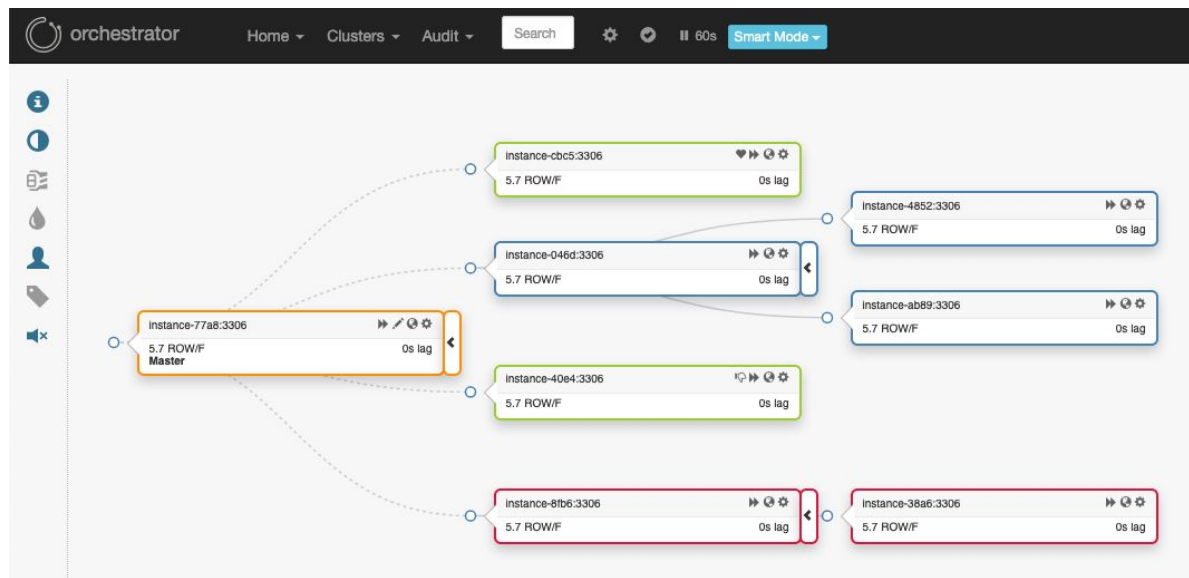 orchestrator Home Clusters Audit Search 60s Smart Mode
instance-cbc5:3306
5.7 ROW/F 0s lag
instance-4852:3306
5.7 ROW/F 0s lag
instance-046d:3306
5.7 ROW/F 0s lag
instance-ab89:3306
5.7 ROW/F 0s lag
instance-77a8:3306
5.7 ROW/F 0s lag
Master
instance-40e4:3306
5.7 ROW/F 0s lag
instance-8fb6:3306
5.7 ROW/F 0s lag
instance-38a6:3306
5.7 ROW/F 0s lag